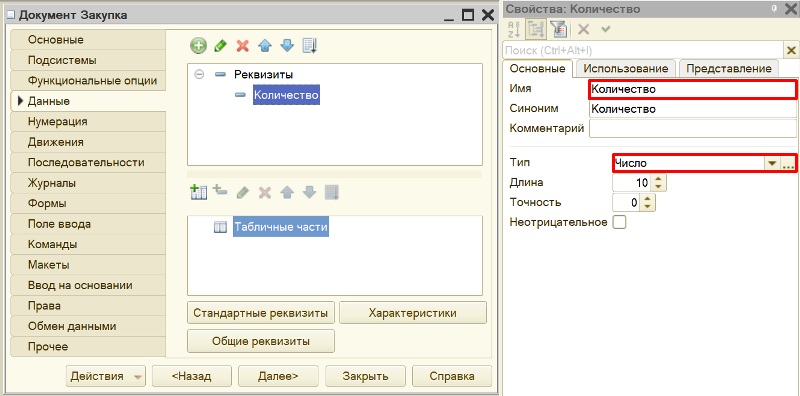 Документ Закупка
Основные
Подсистемы
Функциональные опции
Данные
Нумерация
Движения
Последовательности
Журналы
Формы
Поле ввода
Команды
Макеты
Ввод на основании
Права
Обмен данными
Прочее
Реквизиты
Количество
Табличные части
Стандартные реквизиты
Характеристики
Общие реквизиты
Действия
<Назад
Далее>
Закрыть
Справка
Свойства: Количество
Поиск (Ctrl+Alt+I)
Основные Использование Представление
Имя Количество
Синоним Количество
Комментарий
Тип Число ...
Длина 10
Точность 0
Неотрицательное